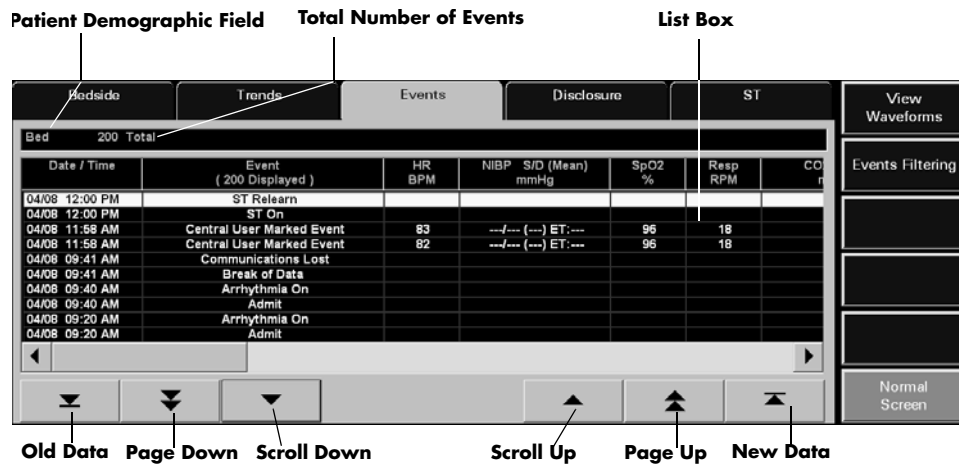 Patient Demographic Field Total Number of Events List Box
Bedside Trends Events Disclosure ST View Waveforms
Bed 200 Total
Events Filtering
Date / Time Event HR NIBP S/D (Mean) SpO2 Resp CO
( 200 Displayed ) BPM mmHg % RPM
04/08 12:00 PM ST Relearn
04/08 12:00 PM ST On
04/08 11:58 AM Central User Marked Event 83 ---/--- (---) ET:--- 96 18
04/08 11:58 AM Central User Marked Event 82 ---/--- (---) ET:--- 96 18
04/08 09:41 AM Communications Lost
04/08 09:41 AM Break of Data
04/08 09:40 AM Arrhythmia On
04/08 09:40 AM Admit
04/08 09:20 AM Arrhythmia On
04/08 09:20 AM Admit
Normal Screen
Old Data Page Down Scroll Down Scroll Up Page Up New Data